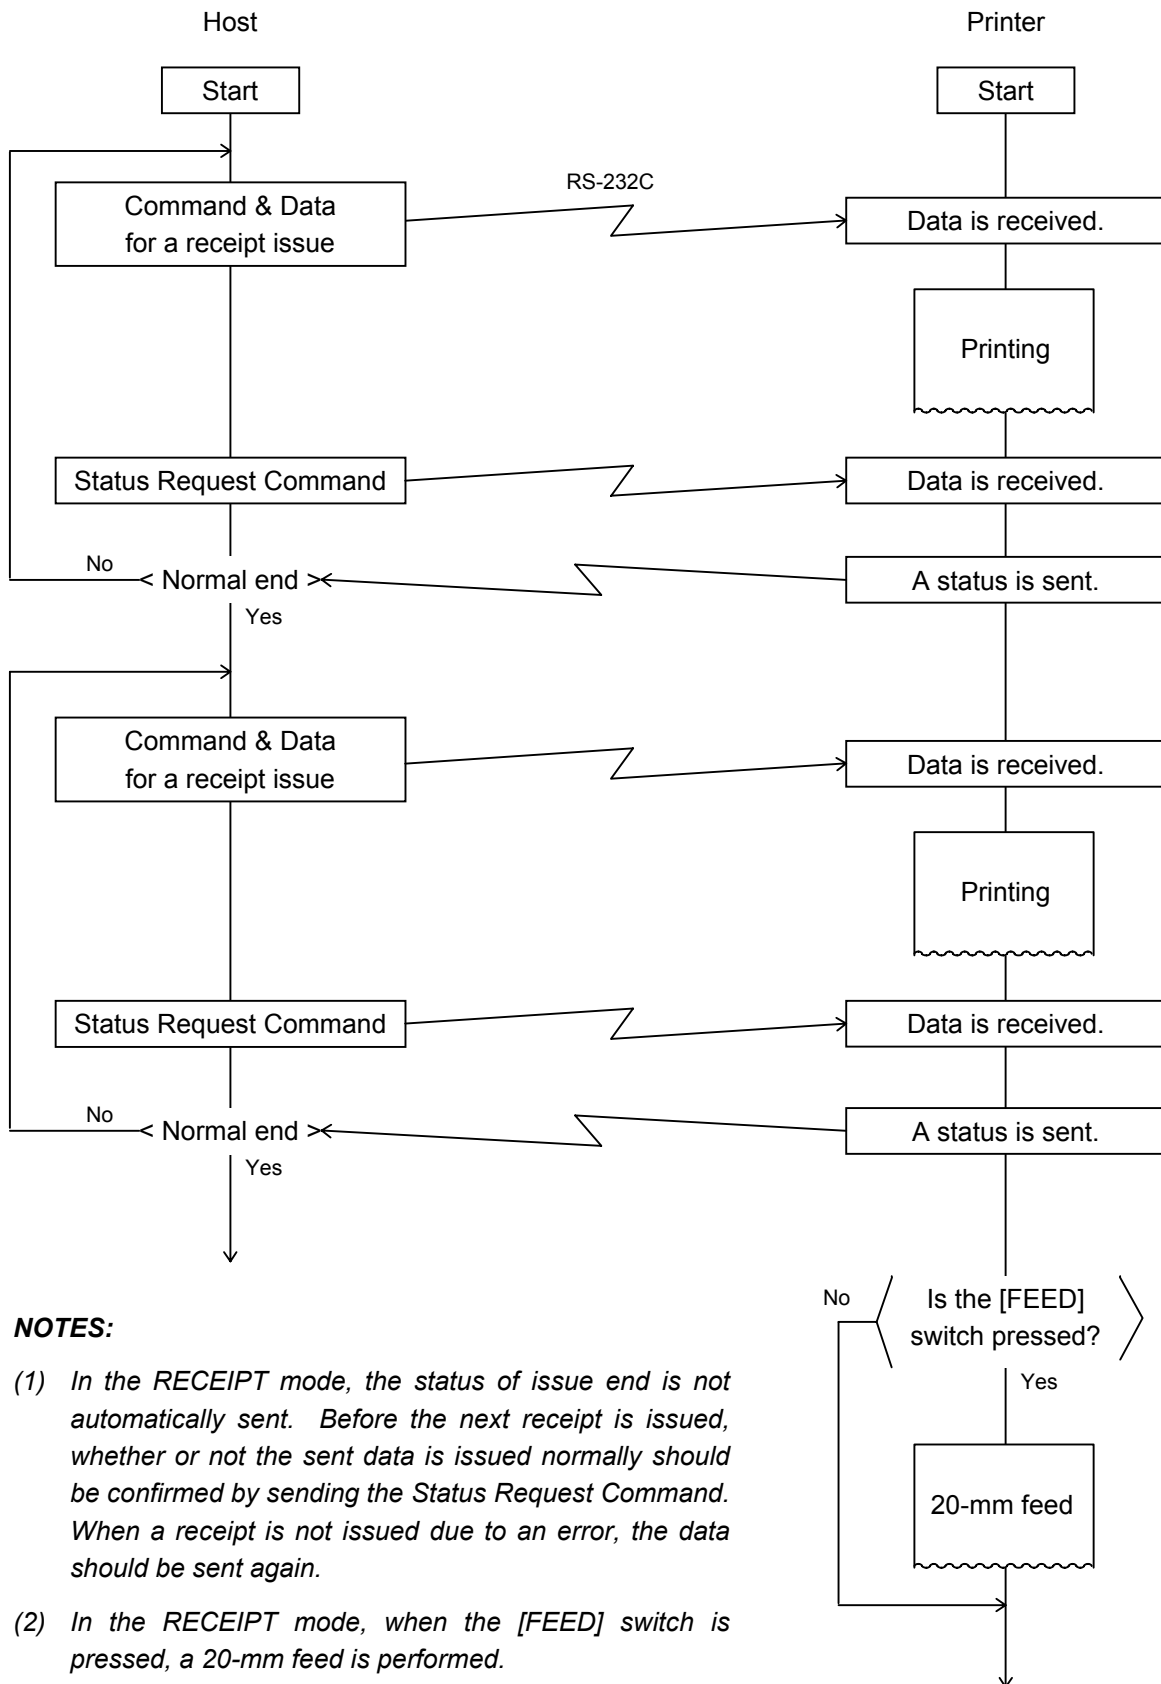 Host
Printer
Start
Start
RS-232C
Command & Data
for a receipt issue
Data is received.
Printing
Status Request Command
Data is received.
No
< Normal end >
A status is sent.
Yes
Command & Data
for a receipt issue
Data is received.
Printing
Status Request Command
Data is received.
No
< Normal end >
A status is sent.
Yes
No
Is the [FEED]
switch pressed?
Yes
20-mm feed
NOTES:
(1) In the RECEIPT mode, the status of issue end is not
automatically sent. Before the next receipt is issued,
whether or not the sent data is issued normally should
be confirmed by sending the Status Request Command.
When a receipt is not issued due to an error, the data
should be sent again.
(2) In the RECEIPT mode, when the [FEED] switch is
pressed, a 20-mm feed is performed.